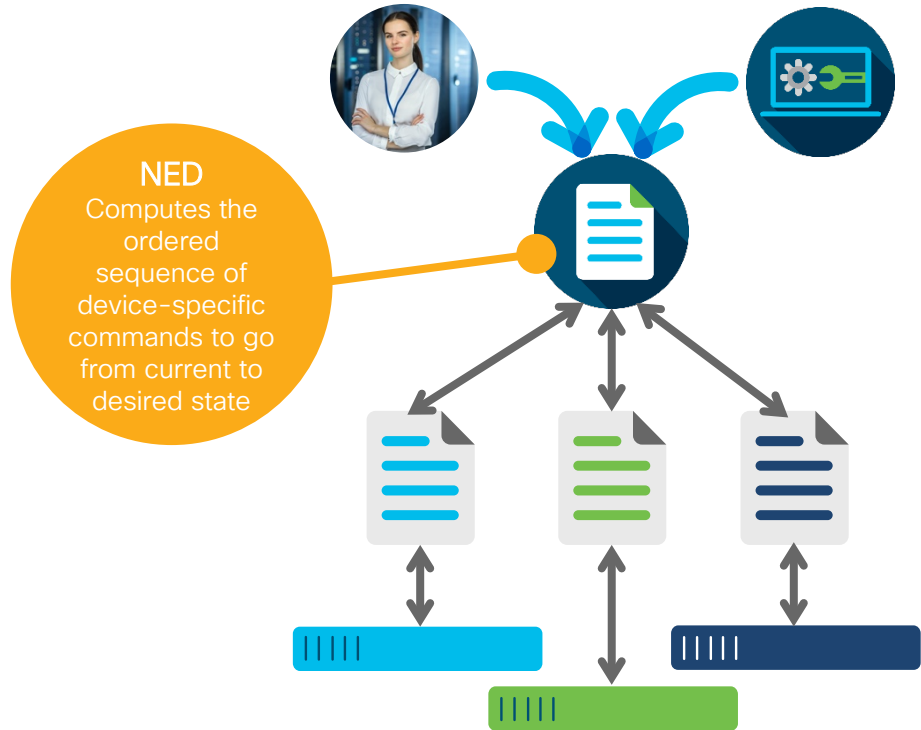 NED
Computes the
ordered
sequence of
device-specific
commands to go
from current to
desired state